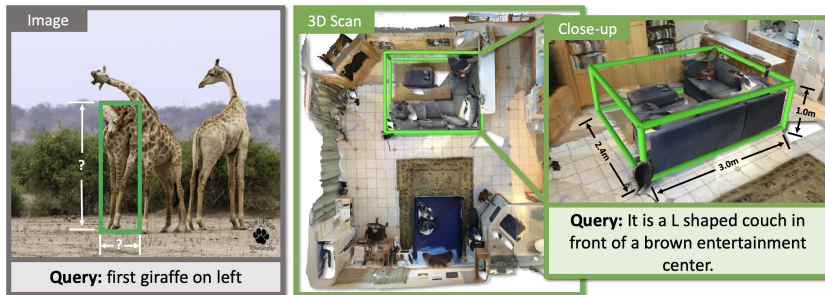 Image
?
?
Query: first giraffe on left
3D Scan
Close-up
1.0m
2.4m
3.0m
Query: It is a L shaped couch in
front of a brown entertainment
center.